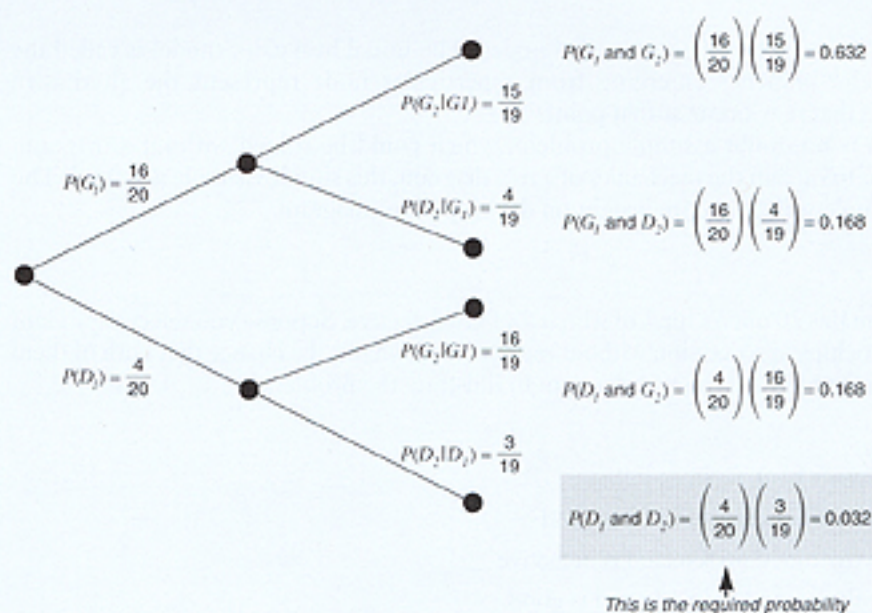 P(G₁ and G₂) = (16/20)(15/19) = 0.632
P(G₂|G1) = 15/19
P(G₁) = 16/20
P(D₂|G₁) = 4/19
P(G₁ and D₂) = (16/20)(4/19) = 0.168
P(G₂|G1) = 16/19
P(D₁ and G₂) = (4/20)(16/19) = 0.168
= 4/20
P(D₂|D₁) = 3/19
P(D₁ and D₂) = (4/20)(3/19) = 0.032
This is the required probability